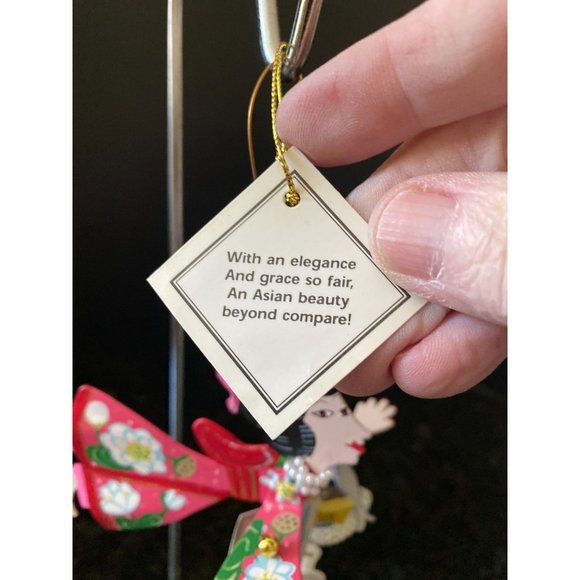 With an elegance
And grace so fair,
An Asian beauty
beyond compare!